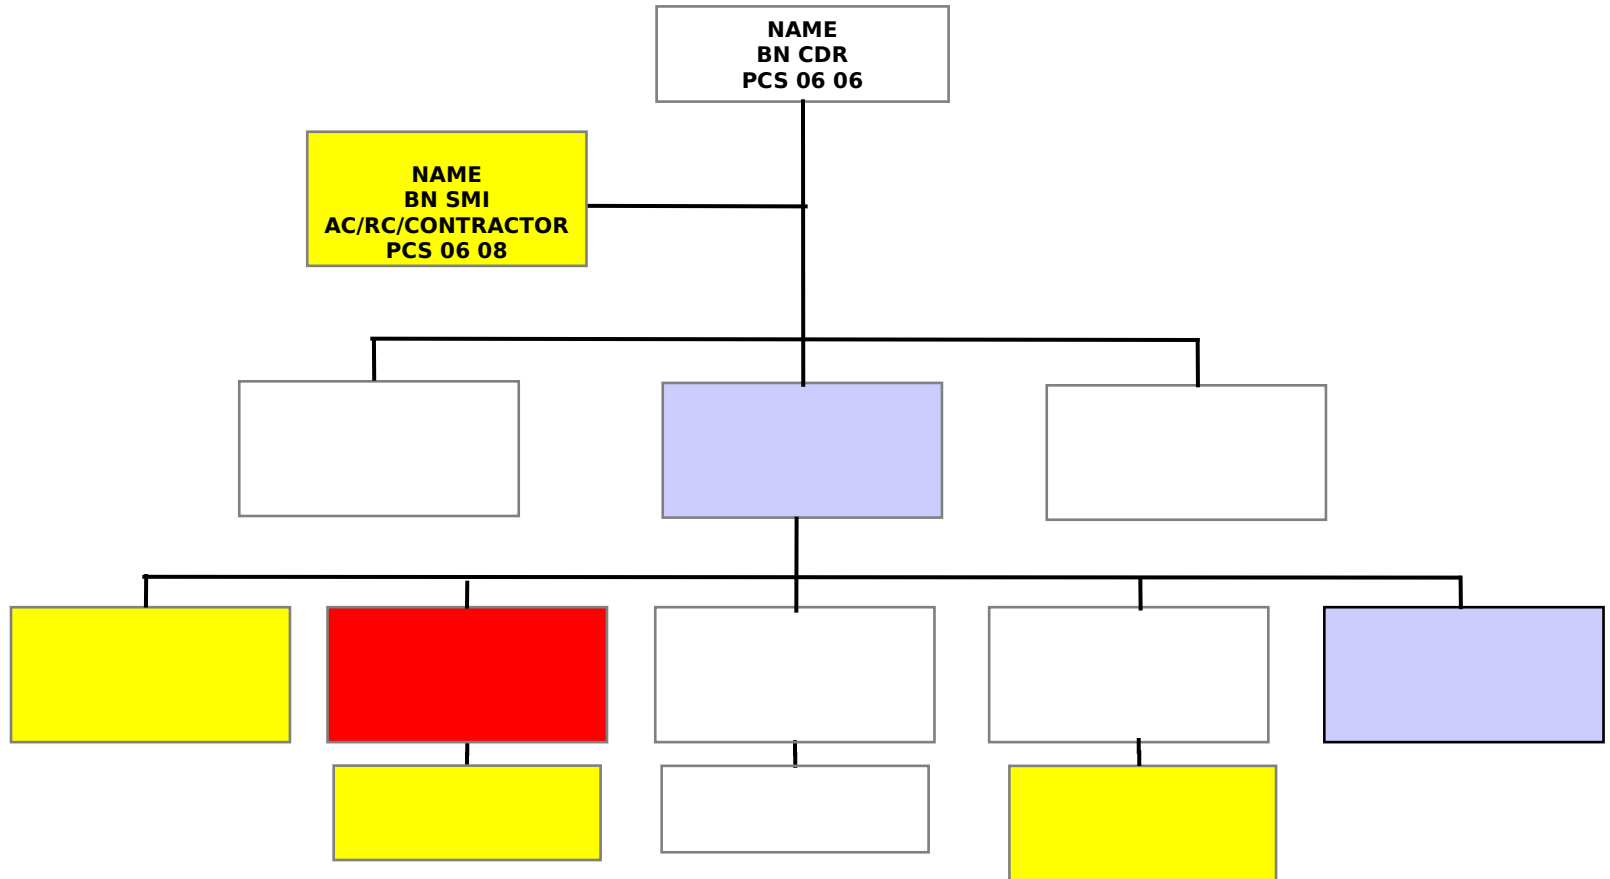 NAME
BN CDR
PCS 06 06
NAME
BN SMI
AC/RC/CONTRACTOR
PCS 06 08